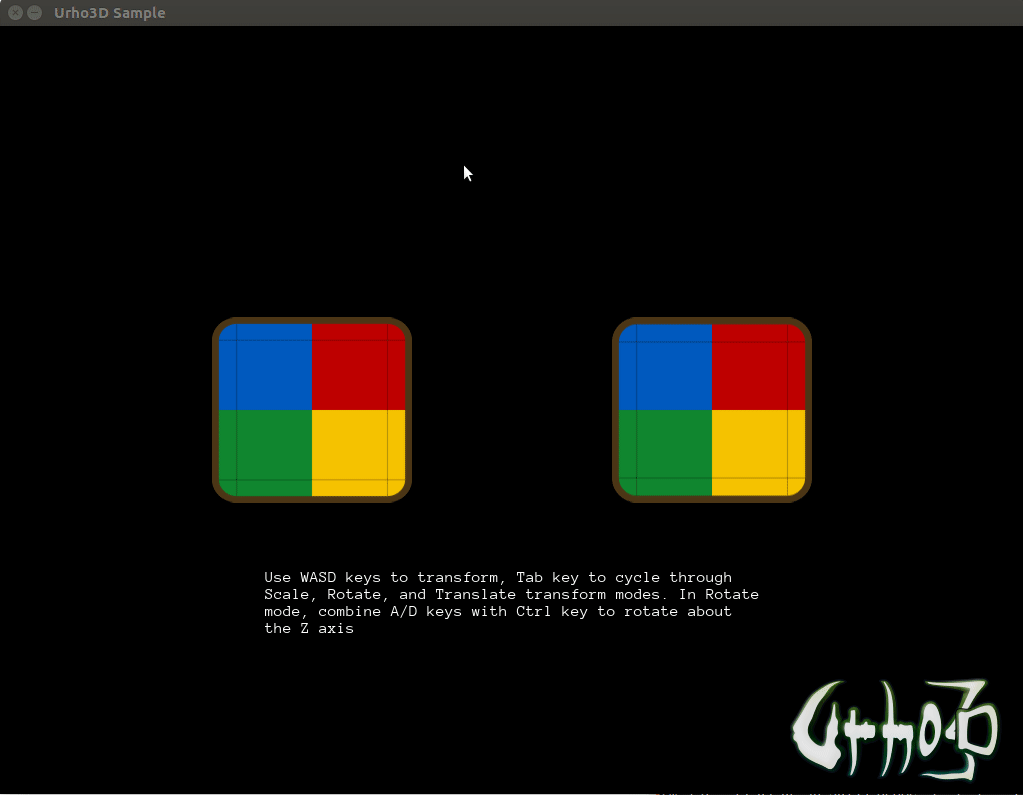 Urho3D Sample
Use WASD keys to transform, Tab key to cycle through
Scale, Rotate, and Translate transform modes. In Rotate
mode, combine A/D keys with Ctrl key to rotate about
the Z axis
Urho3D